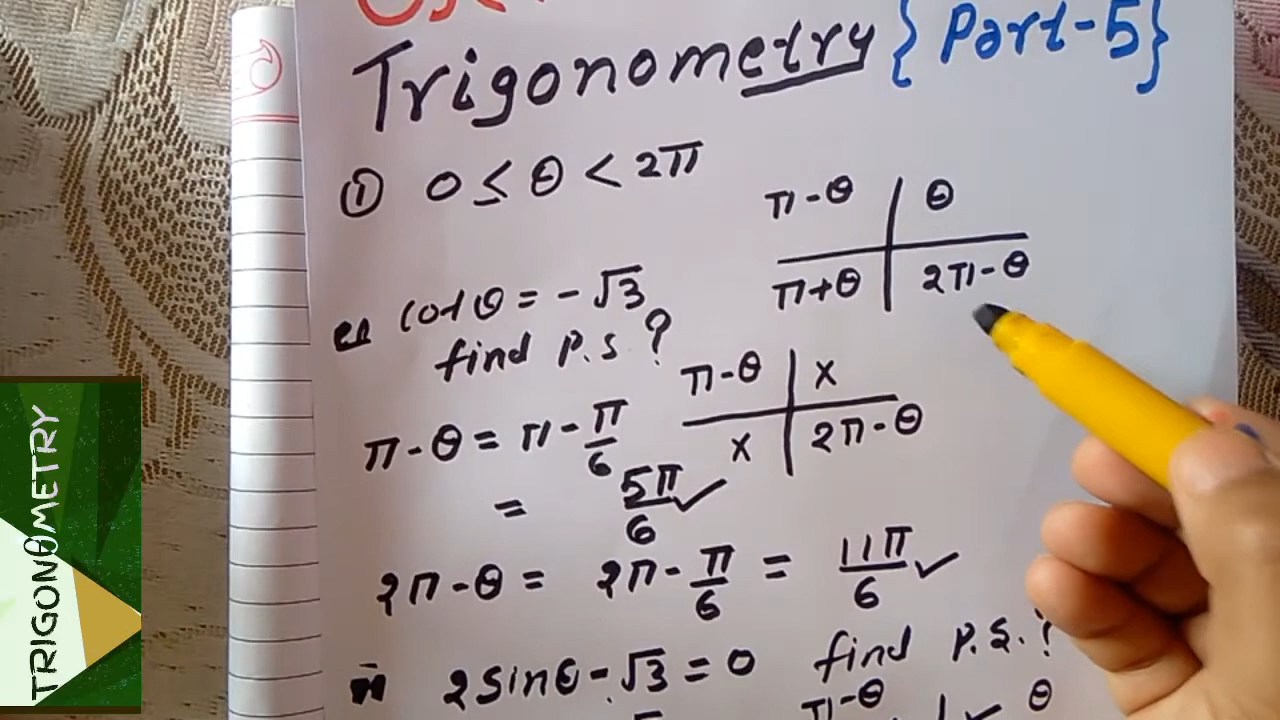 Trigonometry {Part-5}
① 0 ≤ θ < 2π
π-θ | θ
π+θ | 2π-θ
cotθ = -√3
find p.s ?
π-θ | x
x | 2π-θ
π-θ = π - π/6
= 5π/6 ✓
2π-θ = 2π - π/6 = 11π/6 ✓
2sinθ-√3 = 0 find p.s. ?
π-θ | ✓ θ
TRIGONθMETRY